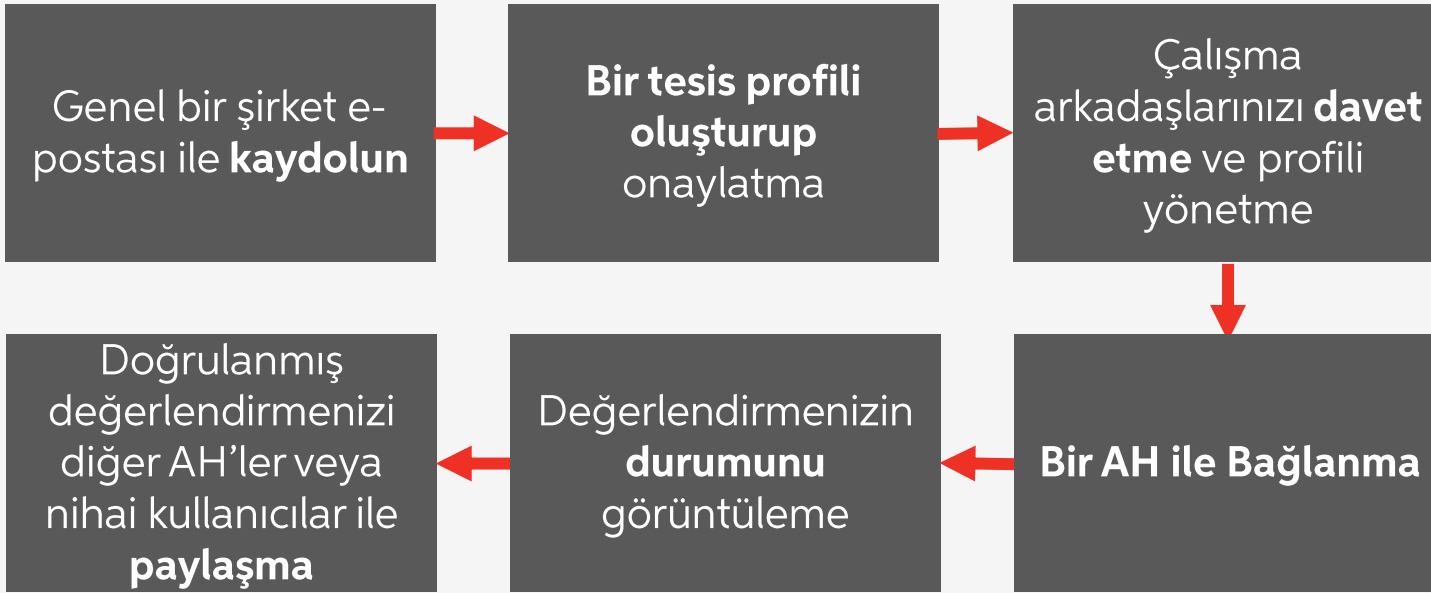 Genel bir şirket e-
postası ile kaydolun
Bir tesis profili
oluşturup
onaylatma
Çalışma
arkadaşlarınızı davet
etme ve profili
yönetme
Bir AH ile Bağlanma
Değerlendirmenizin
durumunu
görüntüleme
Doğrulanmış
değerlendirmenizi
diğer AH’ler veya
nihai kullanıcılar ile
paylaşma